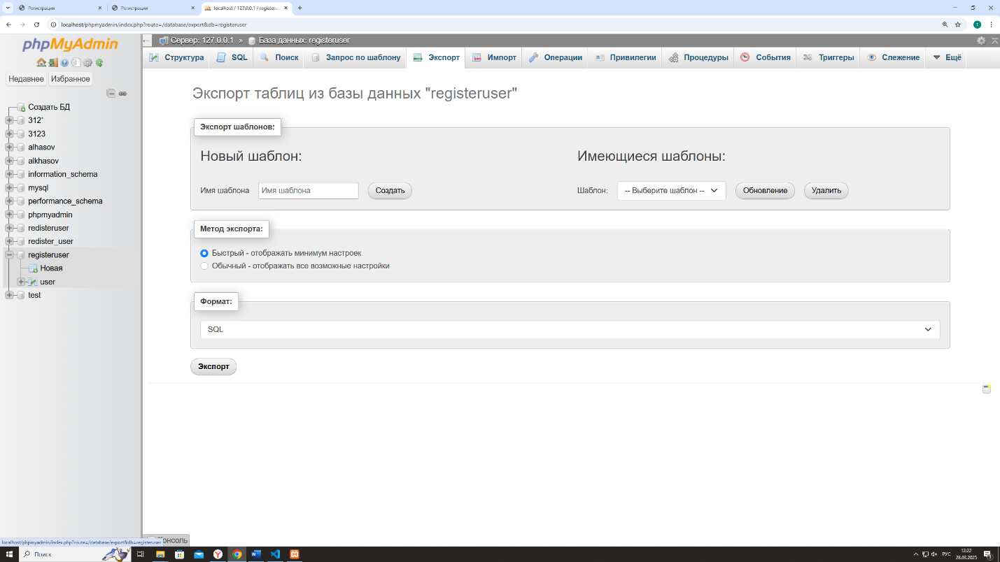 Регистрация
Регистрация
localhost / 127.0.0.1 / registeru
localhost/phpmyadmin/index.php?route=/database/export&db=registeruser
T
phpMyAdmin
Недавнее Избранное
Создать БД
312`
3123
alhasov
alkhasov
information_schema
mysql
performance_schema
phpmyadmin
redisteruser
redister_user
registeruser
Новая
user
test
Сервер: 127.0.0.1 » База данных: registeruser
Структура SQL Поиск Запрос по шаблону Экспорт Импорт Операции Привилегии Процедуры События Триггеры Слежение Ещё
Экспорт таблиц из базы данных "registeruser"
Экспорт шаблонов:
Новый шаблон:
Имя шаблона Имя шаблона Создать
Имеющиеся шаблоны:
Шаблон: -- Выберите шаблон -- Обновление Удалить
Метод экспорта:
Быстрый - отображать минимум настроек
Обычный - отображать все возможные настройки
Формат:
SQL
Экспорт
Консоль
localhost/phpmyadmin/index.php?route=/database/export&db=registeruser
Поиск
РУС
12:22
28.03.2025